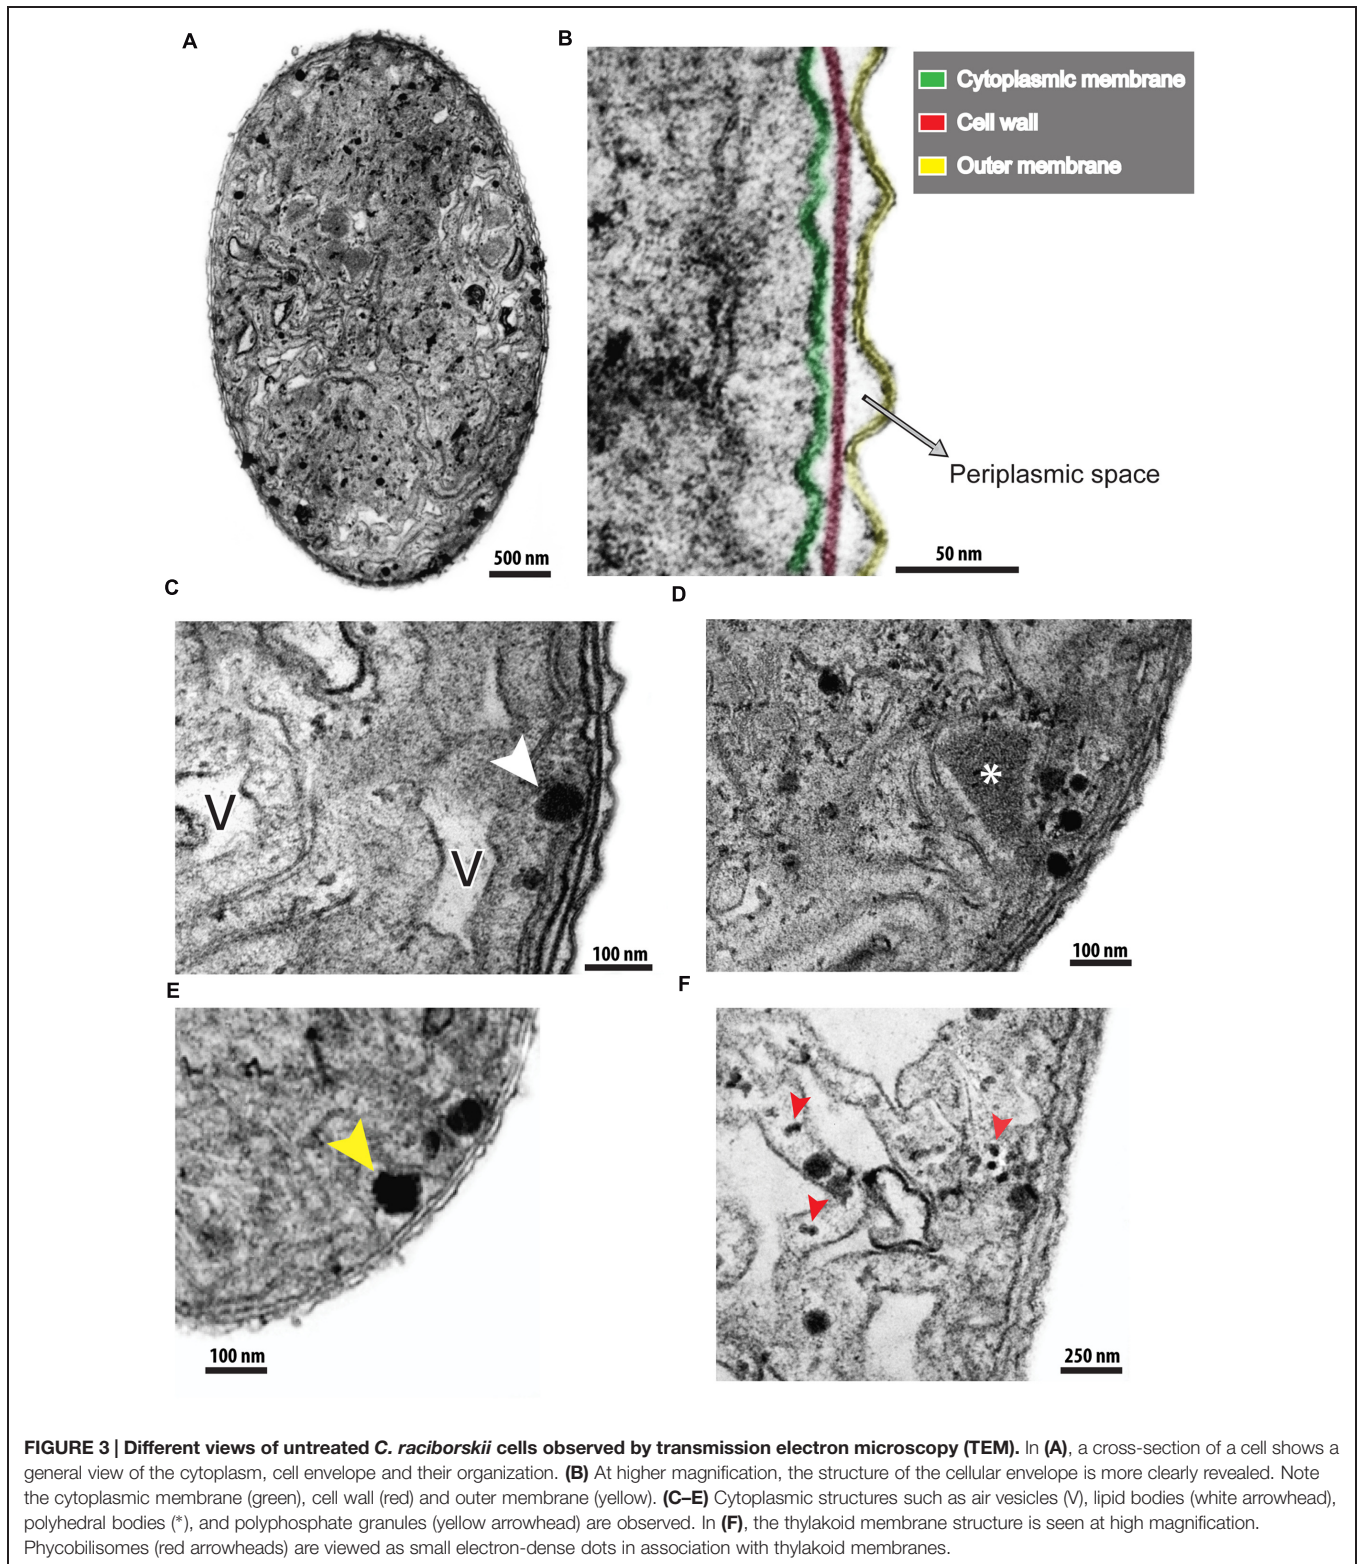 A
B
Cytoplasmic membrane
Cell wall
Outer membrane
Periplasmic space
500 nm
50 nm
C
D
V
V
*
100 nm
100 nm
E
F
100 nm
250 nm
FIGURE 3 | Different views of untreated C. raciborskii cells observed by transmission electron microscopy (TEM). In (A), a cross-section of a cell shows a
general view of the cytoplasm, cell envelope and their organization. (B) At higher magnification, the structure of the cellular envelope is more clearly revealed. Note
the cytoplasmic membrane (green), cell wall (red) and outer membrane (yellow). (C–E) Cytoplasmic structures such as air vesicles (V), lipid bodies (white arrowhead),
polyhedral bodies (*), and polyphosphate granules (yellow arrowhead) are observed. In (F), the thylakoid membrane structure is seen at high magnification.
Phycobilisomes (red arrowheads) are viewed as small electron-dense dots in association with thylakoid membranes.